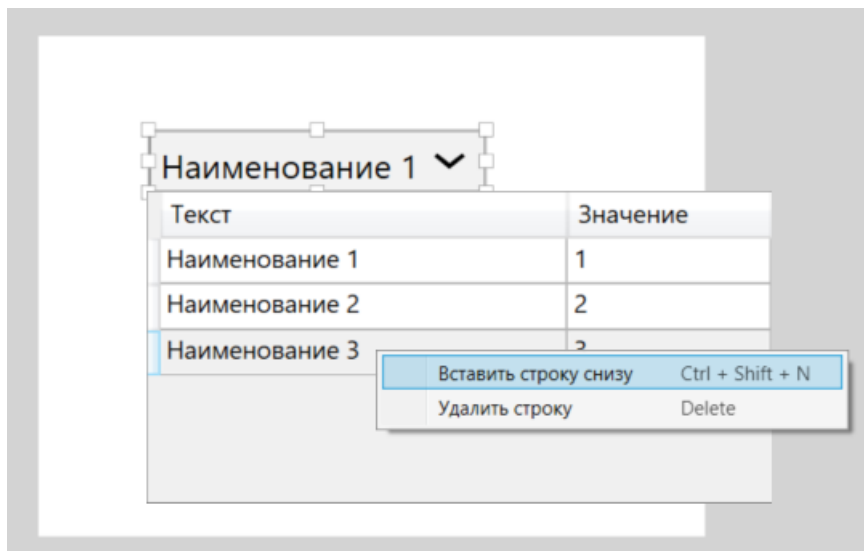 Наименование 1
Текст Значение
Наименование 1 1
Наименование 2 2
Наименование 3
Вставить строку снизу Ctrl + Shift + N
Удалить строку Delete